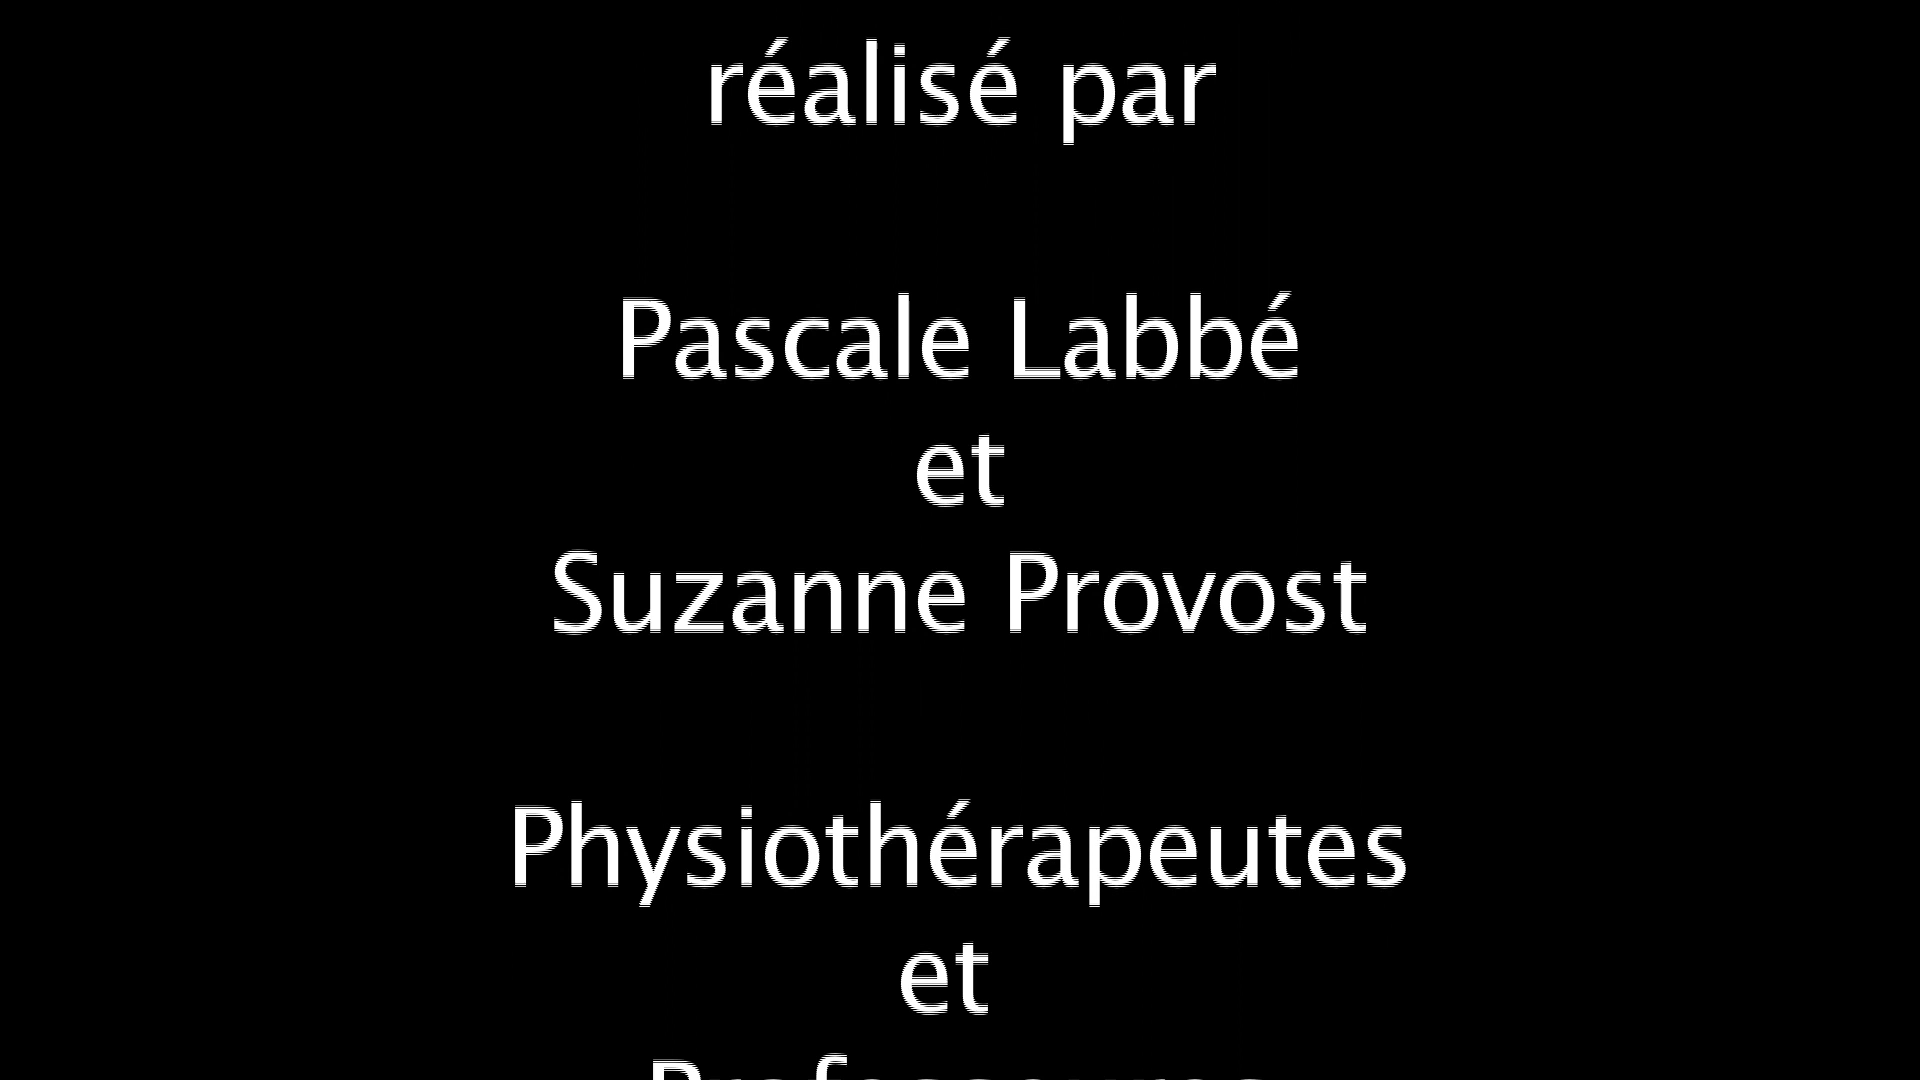 réalisé par
Pascale Labbé
et
Suzanne Provost
Physiothérapeutes
et